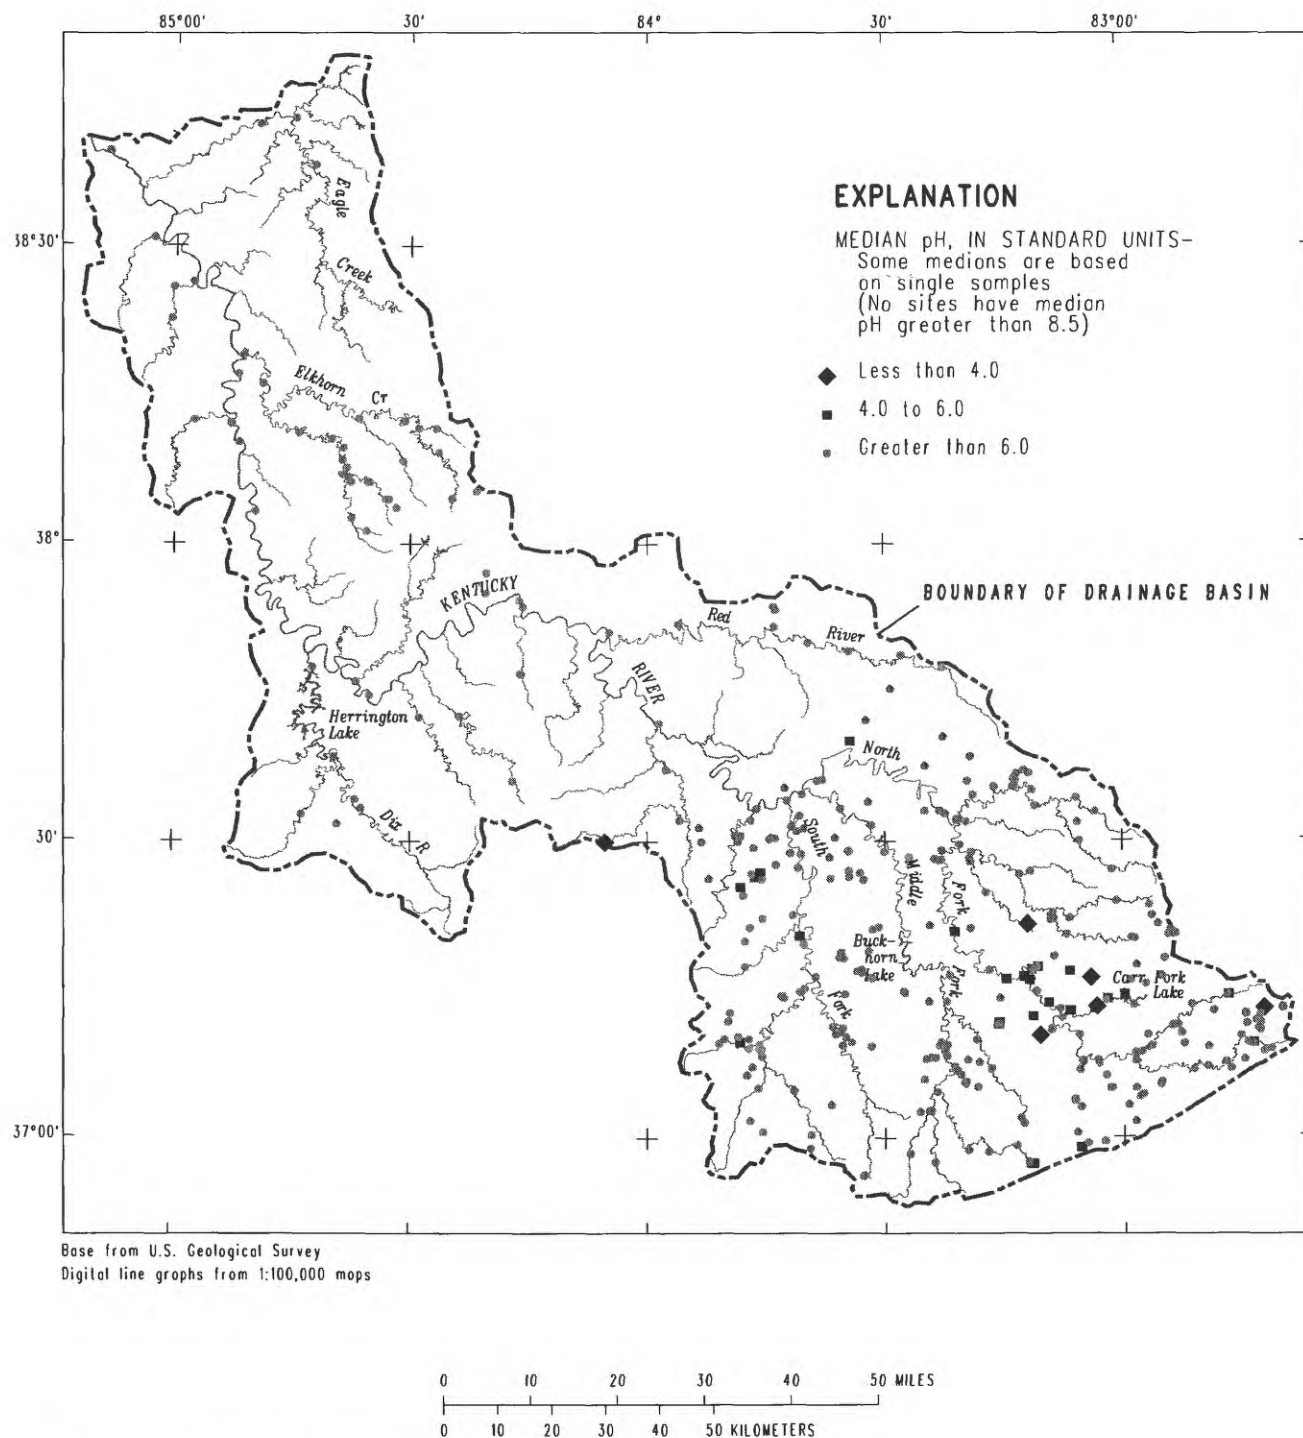 85°00'
30'
84°
30'
83°00'
EXPLANATION
MEDIAN pH, IN STANDARD UNITS-
Some medians are based
on single samples
(No sites have median
pH greater than 8.5)
Less than 4.0
4.0 to 6.0
Greater than 6.0
38°30'
Eagle
Creek
Elkhorn
Cr
38°
KENTUCKY
BOUNDARY OF DRAINAGE BASIN
Red
River
RIVER
Herrington
Lake
North
Dix
R
30'
South
Middle
Fork
Buck-
horn
Lake
Fork
Carr Fork
Lake
Fork
37°00'
Base from U.S. Geological Survey
Digital line graphs from 1:100,000 maps
0 10 20 30 40 50 MILES
0 10 20 30 40 50 KILOMETERS